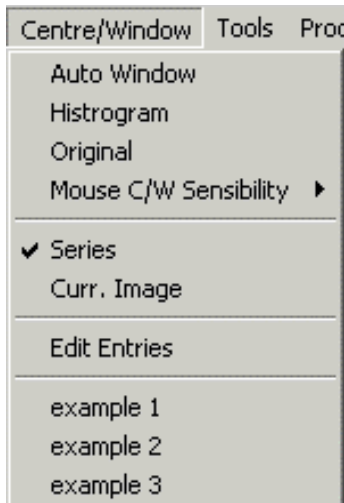 Centre/Window Tools Proc
Auto Window
Histrogram
Original
Mouse C/W Sensibility
Series
Curr. Image
Edit Entries
example 1
example 2
example 3